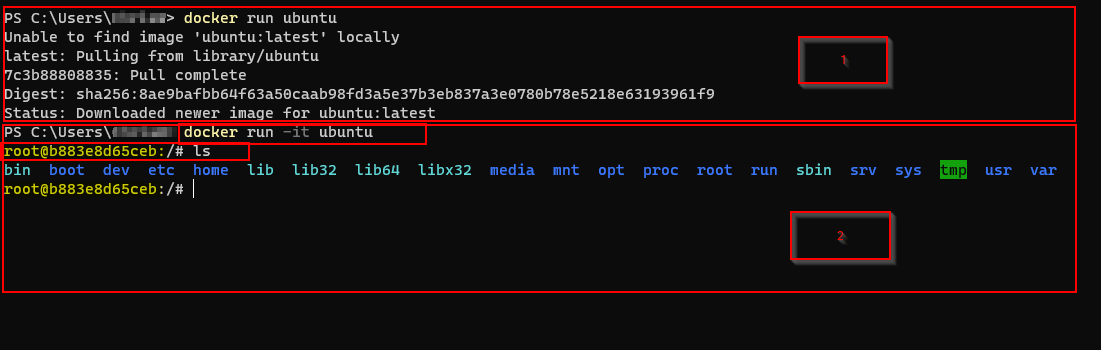 PS C:\Users\> docker run ubuntu
Unable to find image 'ubuntu:latest' locally
latest: Pulling from library/ubuntu
7c3b88808835: Pull complete
Digest: sha256:8ae9bafbb64f63a50caab98fd3a5e37b3eb837a3e0780b78e5218e63193961f9
Status: Downloaded newer image for ubuntu:latest
1
PS C:\Users\ docker run -it ubuntu
root@b883e8d65ceb:/# ls
bin boot dev etc home lib lib32 lib64 libx32 media mnt opt proc root run sbin srv sys tmp usr var
root@b883e8d65ceb:/#
2